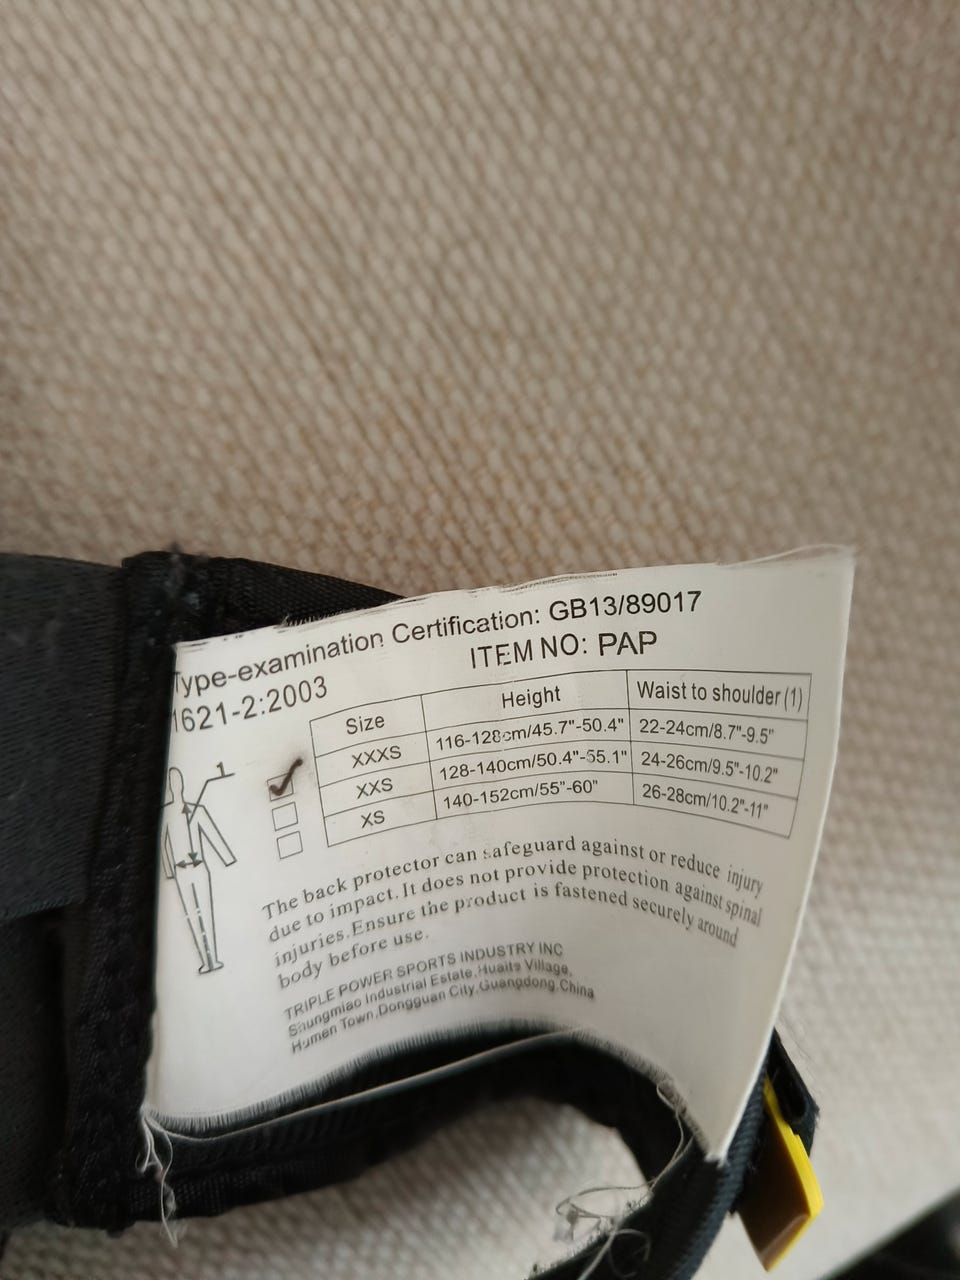 Type-examination Certification: GB13/89017
1621-2:2003 ITEM NO: PAP
Size Height Waist to shoulder (1)
XXXS 116-128cm/45.7"-50.4" 22-24cm/8.7"-9.5"
XXS 128-140cm/50.4"-55.1" 24-26cm/9.5"-10.2"
XS 140-152cm/55"-60" 26-28cm/10.2"-11"
1
The back protector can safeguard against or reduce injury
due to impact. It does not provide protection against spinal
injuries.Ensure the product is fastened securely around
body before use.
TRIPLE POWER SPORTS INDUSTRY INC
Shungmiao Industrial Estate,Huaita Village,
Humen Town,Dongguan City,Guangdong,China